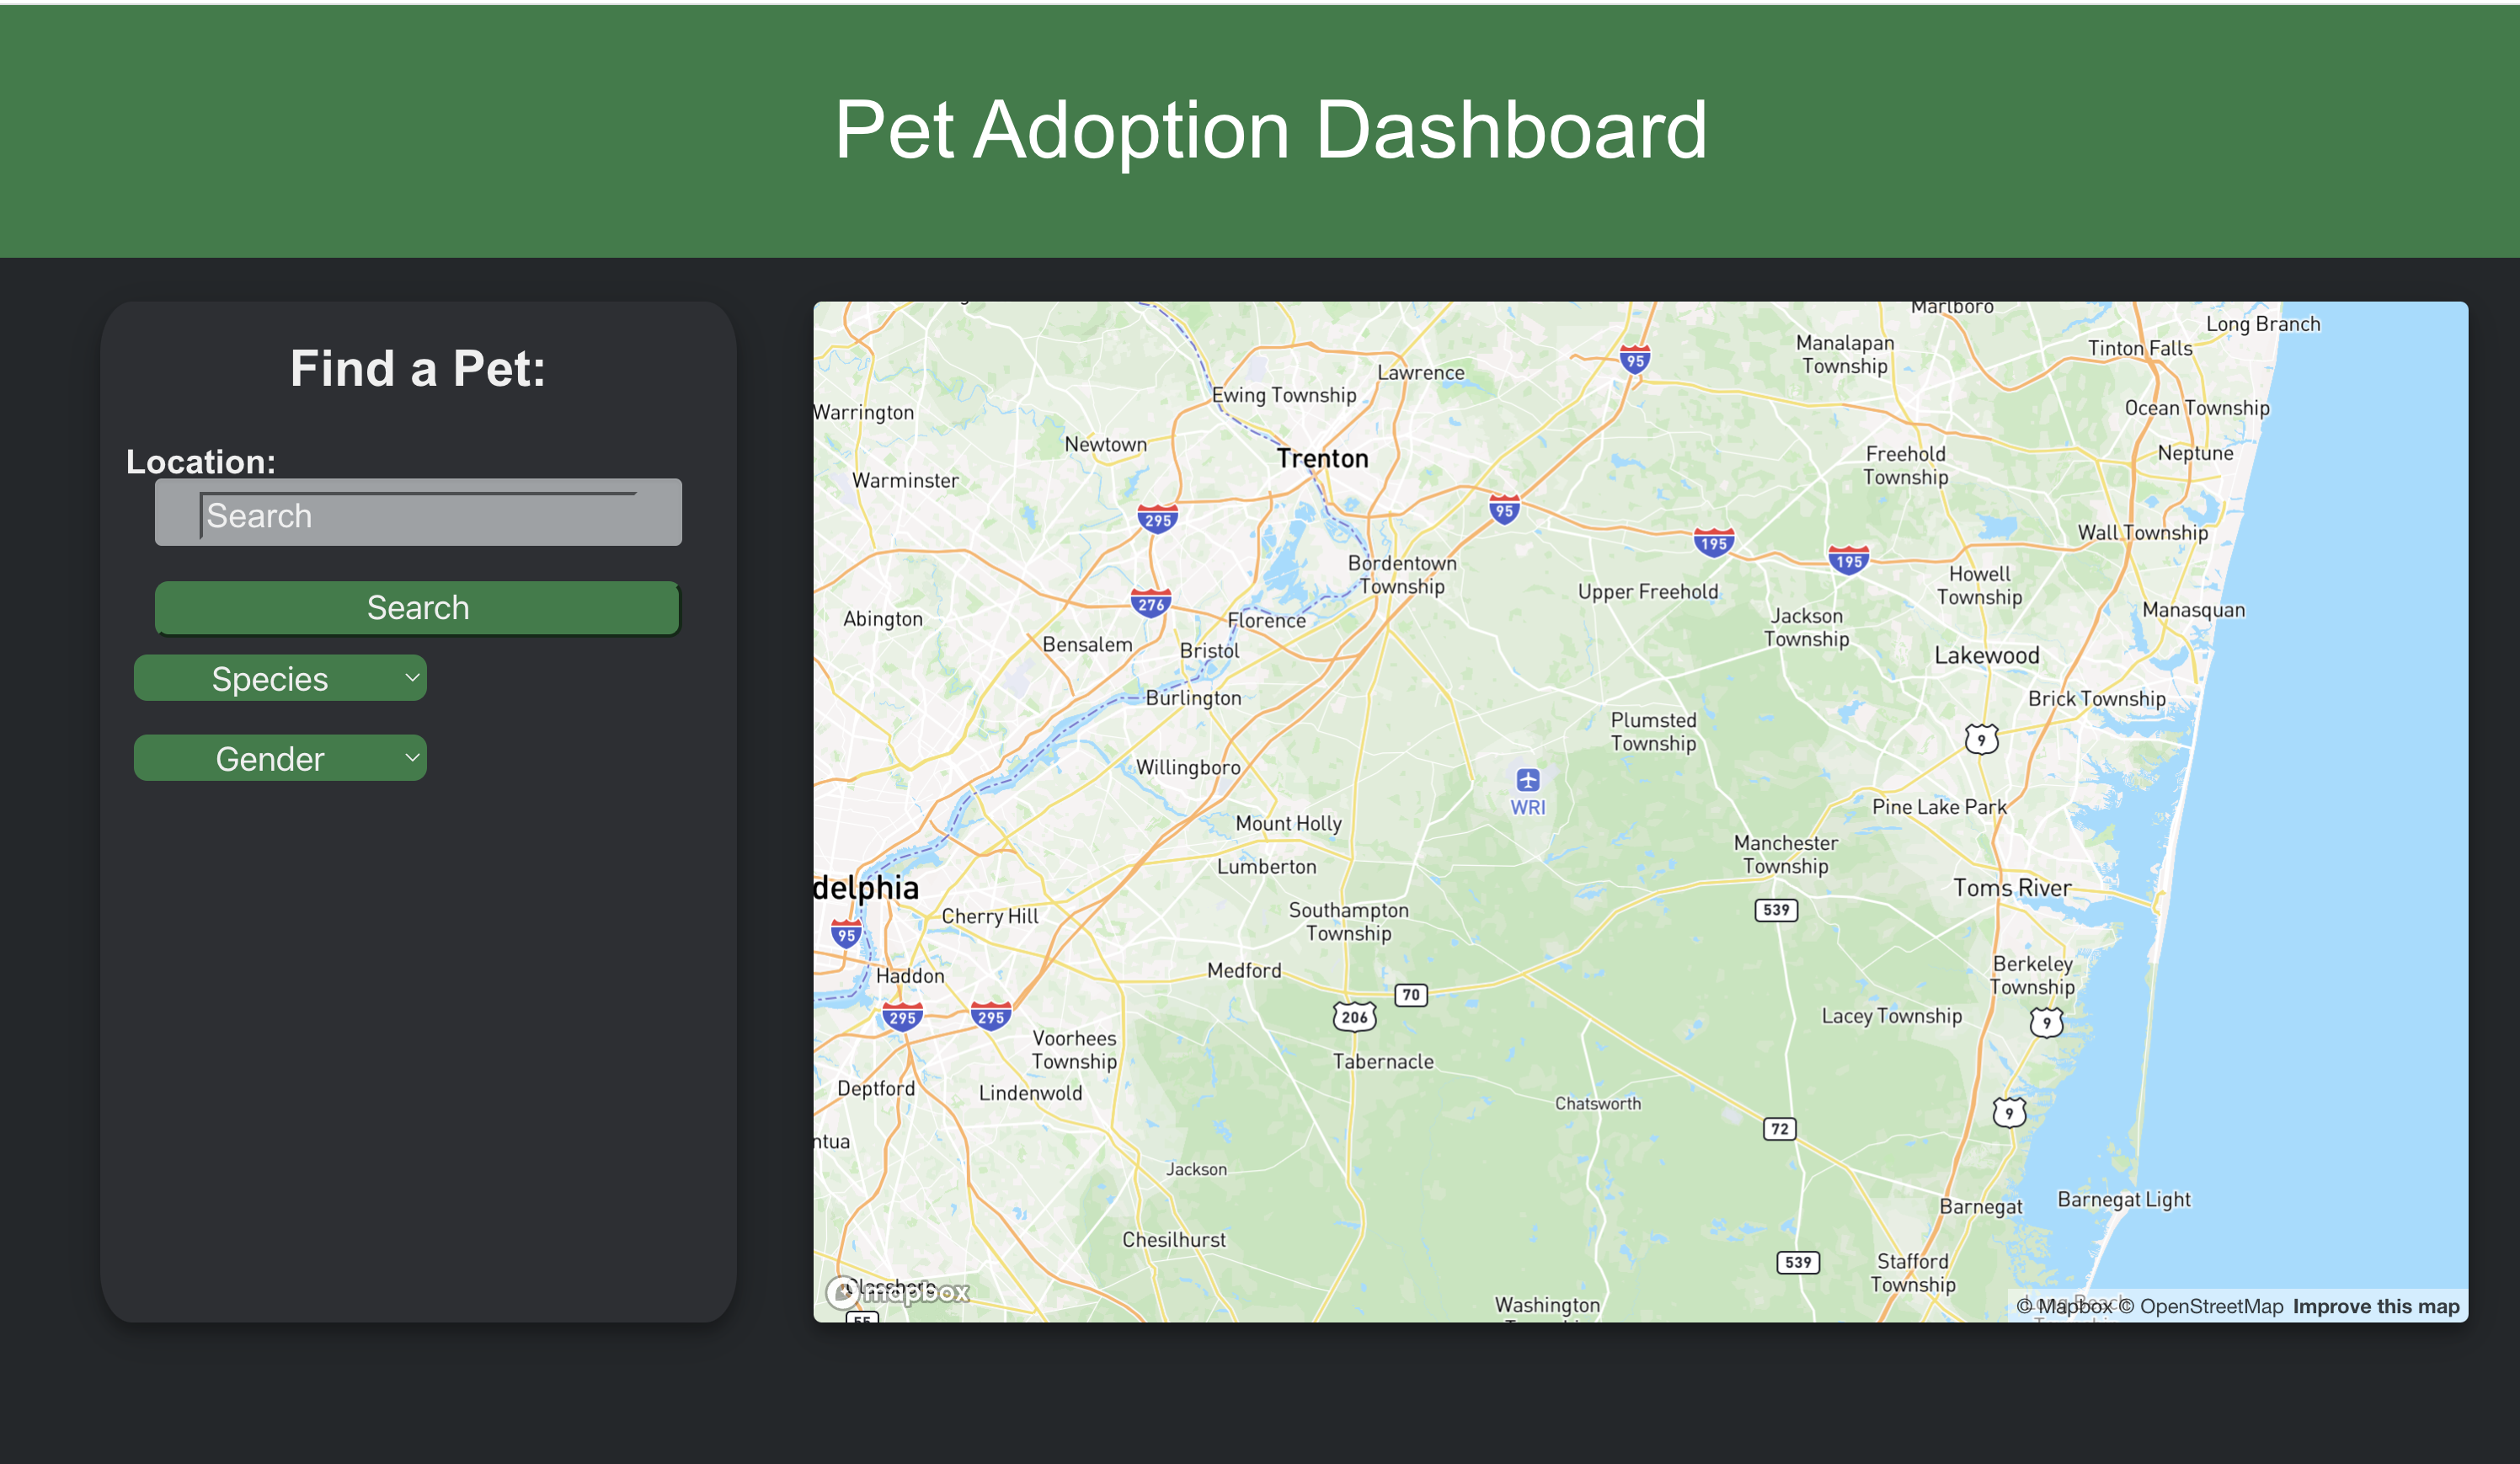 Pet Adoption Dashboard
Find a Pet:
Location:
Search
Search
Species
Gender
Marlboro
Long Branch
Manalapan
Township
Tinton Falls
Lawrence
95
Ewing Township
Warrington
Ocean Township
Newtown
Trenton
Freehold
Township
Neptune
Warminster
295
95
195
195
Wall Township
Bordentown
Township
Howell
Township
Upper Freehold
276
Manasquan
Abington
Florence
Jackson
Township
Bensalem
Bristol
Lakewood
Burlington
Brick Township
Plumsted
Township
9
Willingboro
WRI
Pine Lake Park
Mount Holly
Manchester
Township
Lumberton
delphia
Toms River
Cherry Hill
Southampton
Township
539
95
Haddon
Medford
Berkeley
Township
70
295
295
206
Lacey Township
9
Voorhees
Township
Tabernacle
Deptford
Lindenwold
Chatsworth
9
72
ntua
Jackson
Barnegat
Barnegat Light
Chesilhurst
539
Stafford
Township
Glassboro
mapbox
Washington
55
© Mapbox © OpenStreetMap Improve this map